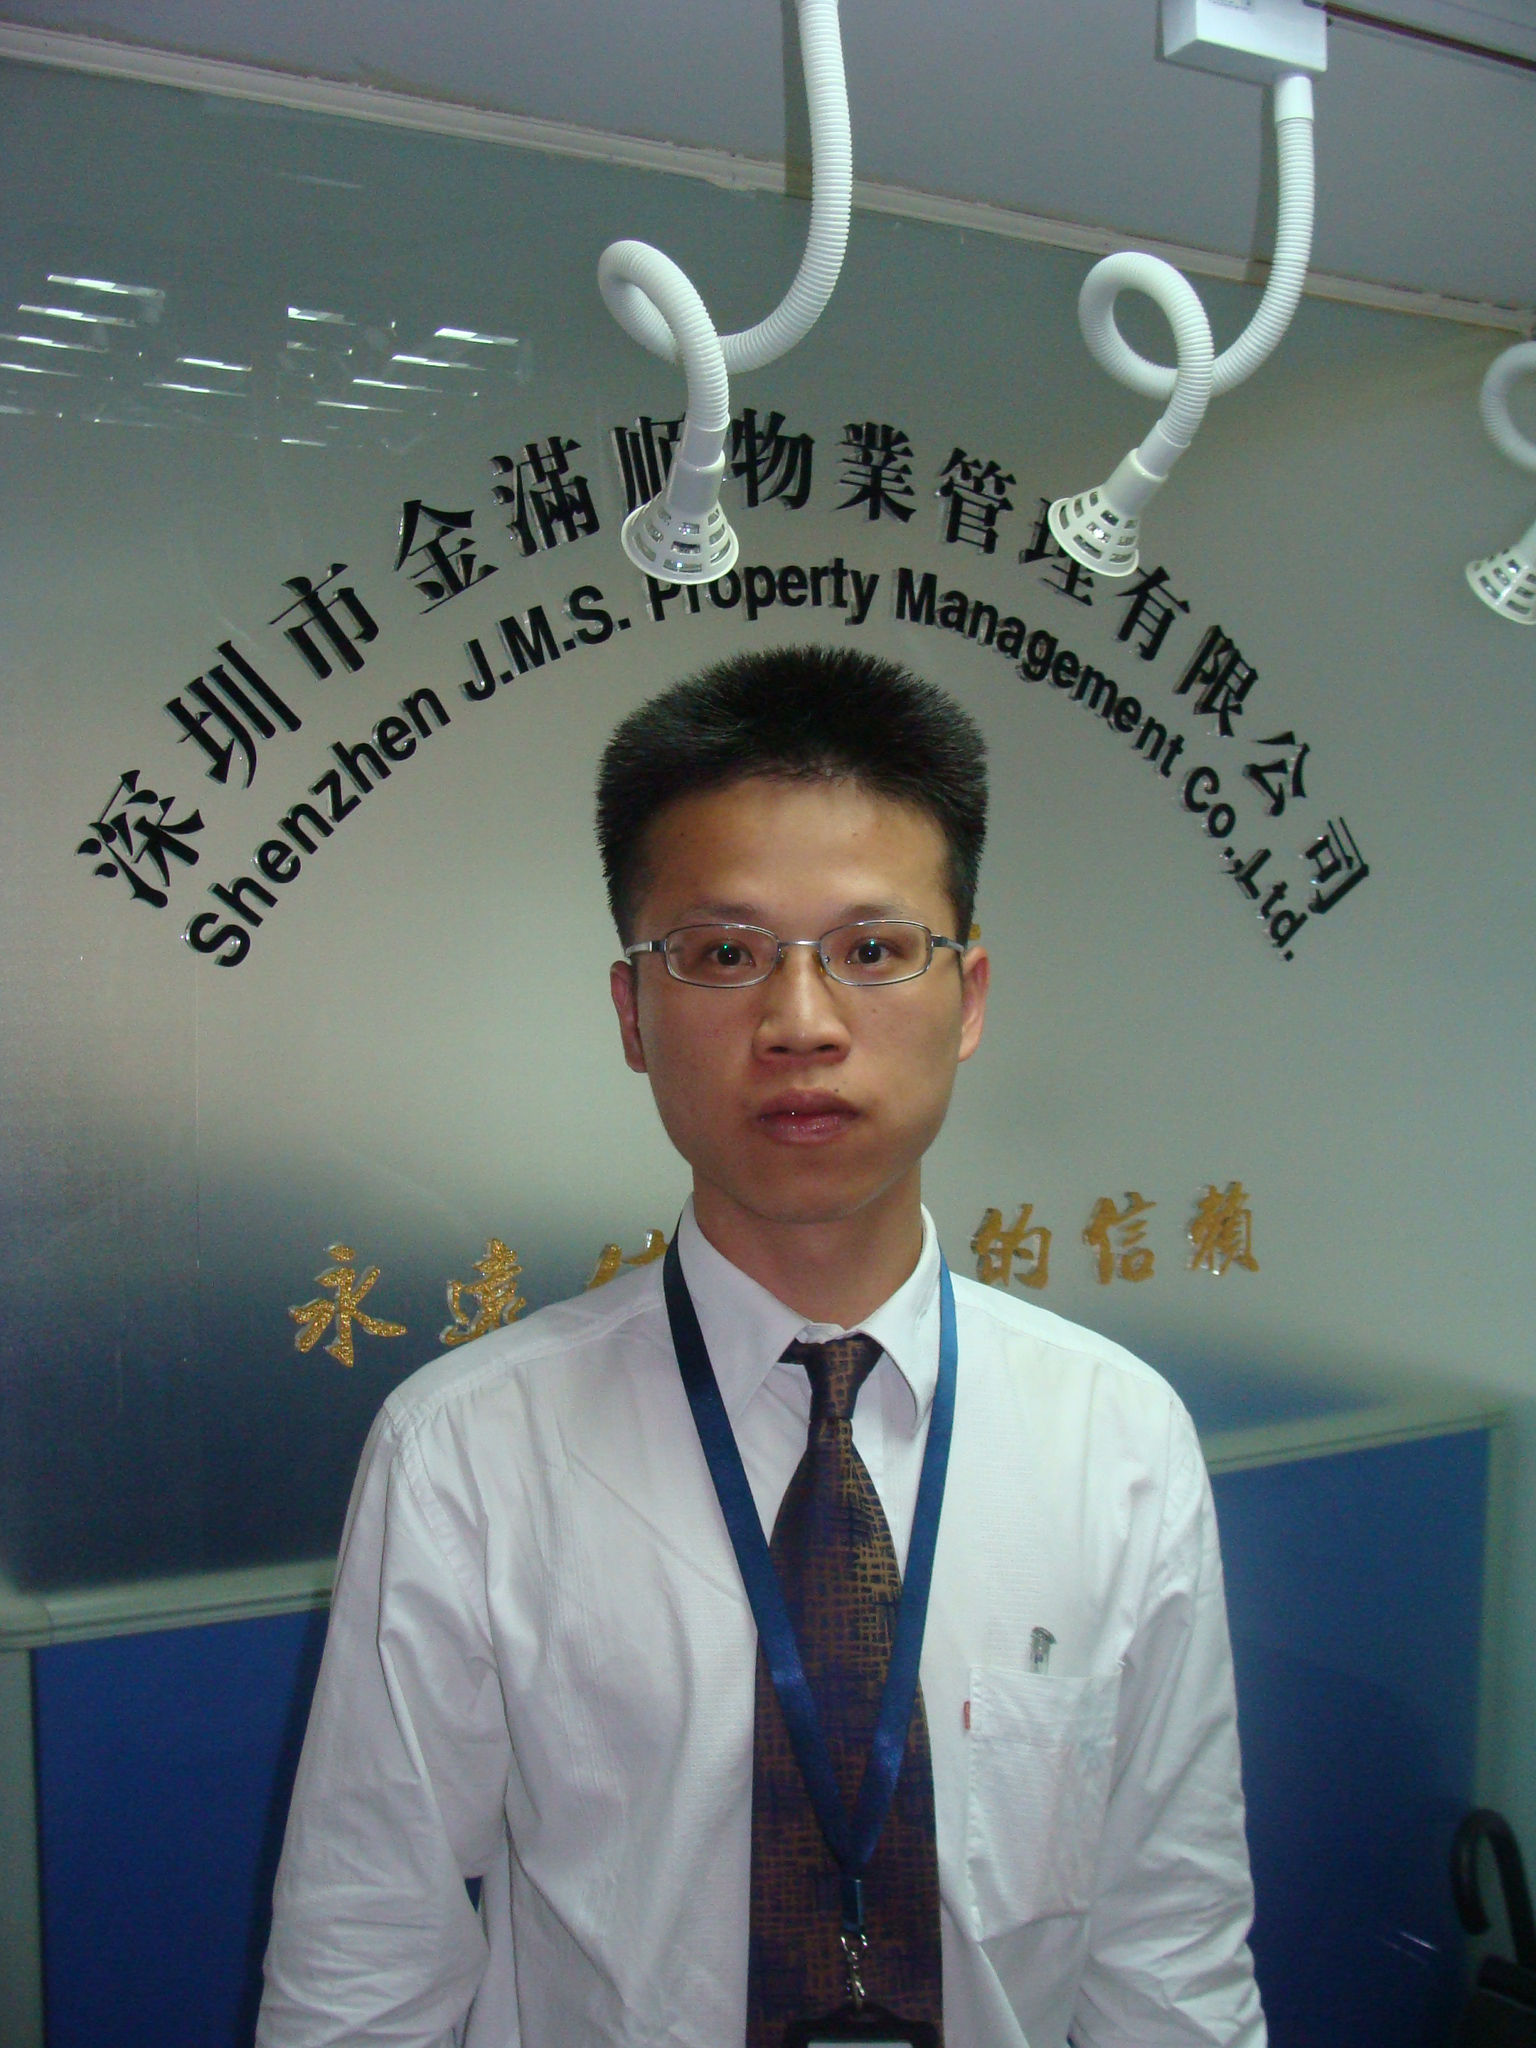 深圳市金滿順物業管理有限公司
Shenzhen J.M.S. Property Management Co.,Ltd.
永遠 的信賴